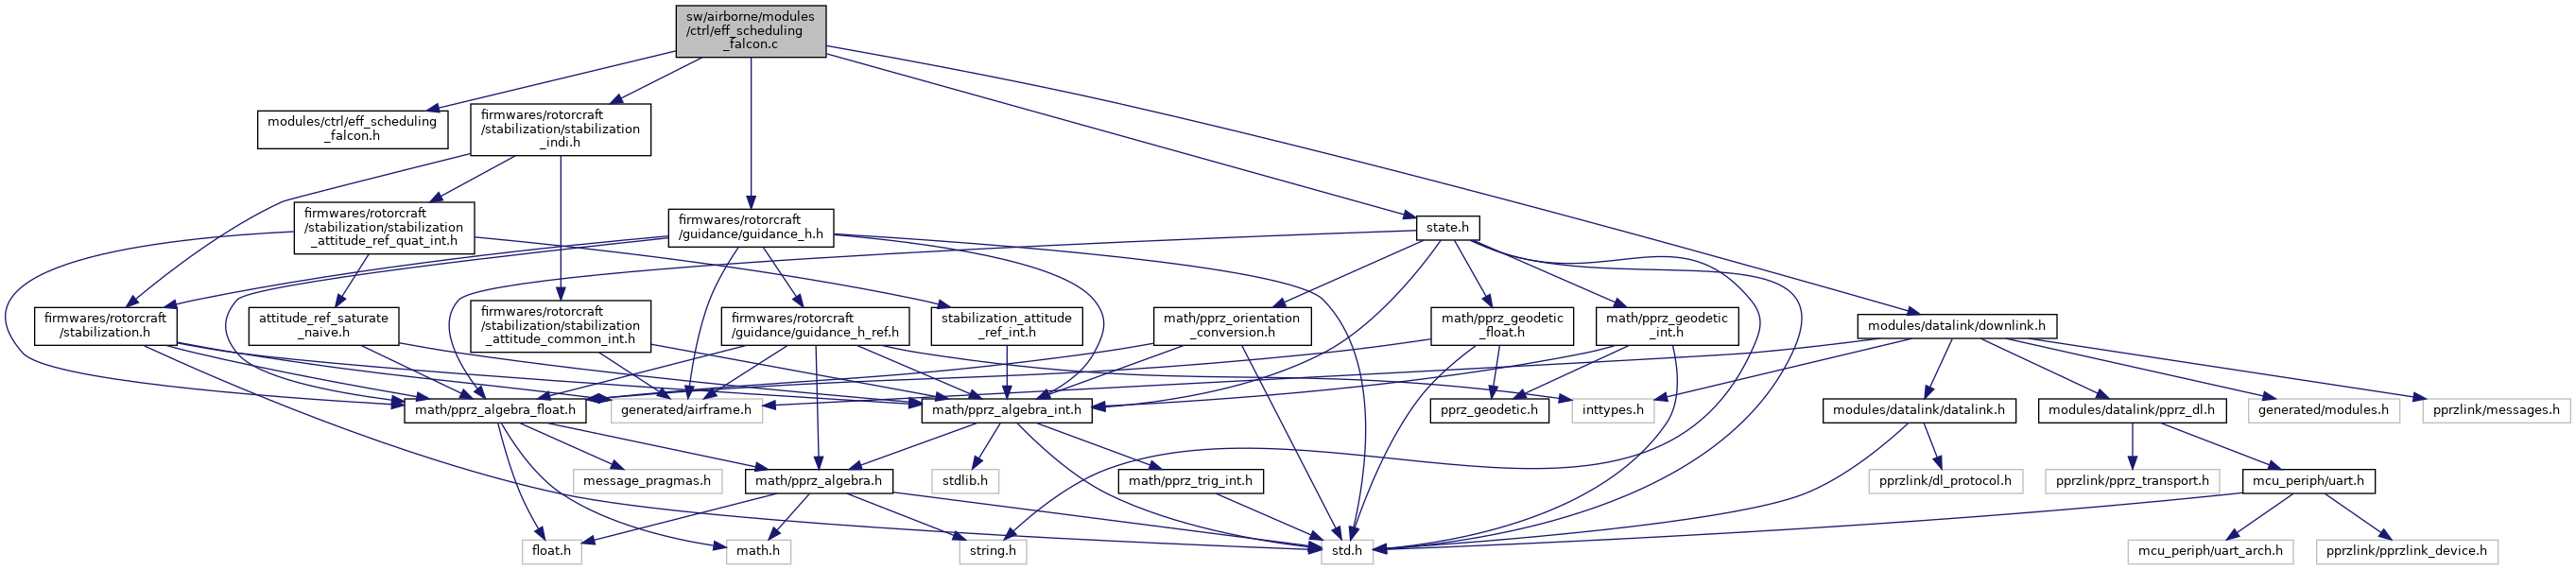 sw/airborne/modules
/ctrl/eff_scheduling
_falcon.c
modules/ctrl/eff_scheduling
_falcon.h
firmwares/rotorcraft
/stabilization/stabilization
_indi.h
firmwares/rotorcraft
/stabilization/stabilization
_attitude_ref_quat_int.h
firmwares/rotorcraft
/guidance/guidance_h.h
state.h
firmwares/rotorcraft
/stabilization.h
attitude_ref_saturate
_naive.h
firmwares/rotorcraft
/stabilization/stabilization
_attitude_common_int.h
firmwares/rotorcraft
/guidance/guidance_h_ref.h
stabilization_attitude
_ref_int.h
math/pprz_orientation
_conversion.h
math/pprz_geodetic
_float.h
math/pprz_geodetic
_int.h
modules/datalink/downlink.h
math/pprz_algebra_float.h
generated/airframe.h
math/pprz_algebra_int.h
pprz_geodetic.h
inttypes.h
modules/datalink/datalink.h
modules/datalink/pprz_dl.h
generated/modules.h
pprzlink/messages.h
message_pragmas.h
math/pprz_algebra.h
stdlib.h
math/pprz_trig_int.h
pprzlink/dl_protocol.h
pprzlink/pprz_transport.h
mcu_periph/uart.h
float.h
math.h
string.h
std.h
mcu_periph/uart_arch.h
pprzlink/pprzlink_device.h